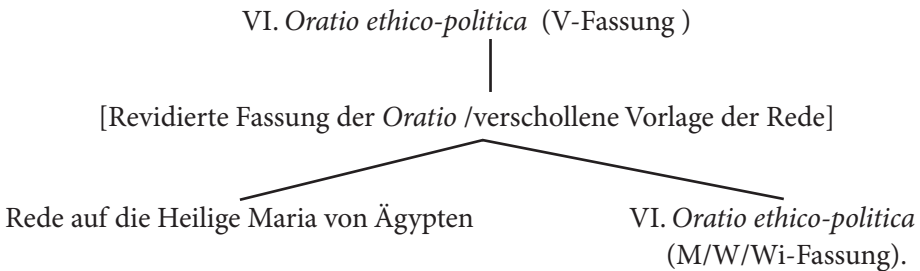 VI. Oratio ethico-politica (V-Fassung )
[Revidierte Fassung der Oratio /verschollene Vorlage der Rede]
Rede auf die Heilige Maria von Ägypten VI. Oratio ethico-politica
(M/W/Wi-Fassung).